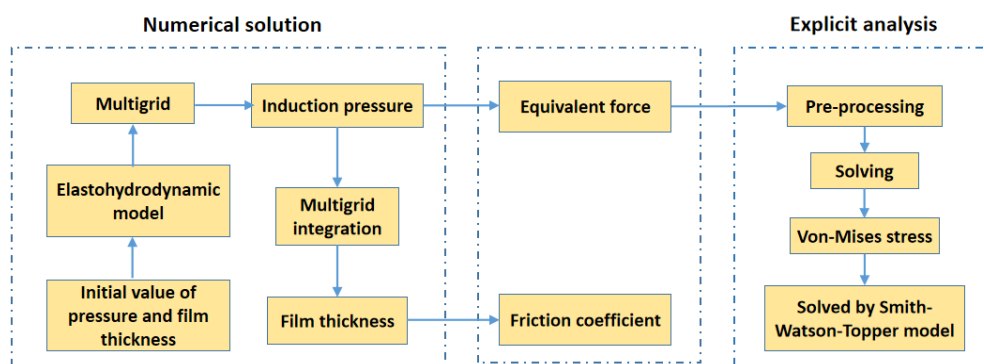 Numerical solution
Explicit analysis
Multigrid
Induction pressure
Equivalent force
Pre-processing
Elastohydrodynamic
model
Multigrid
integration
Solving
Von-Mises stress
Initial value of
pressure and film
thickness
Film thickness
Friction coefficient
Solved by Smith-
Watson-Topper model